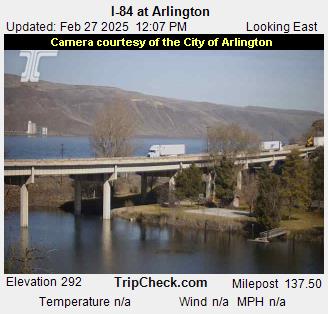 I-84 at Arlington
Updated: Feb 27 2025  12:07 PM    Looking East
Camera courtesy of the City of Arlington
Elevation 292    TripCheck.com    Milepost  137.50
Temperature n/a    Wind n/a  MPH n/a